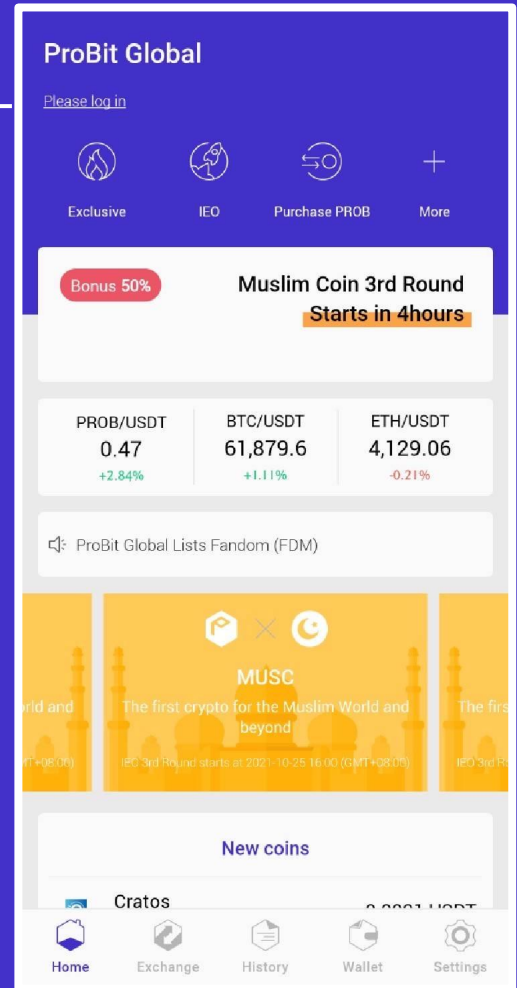 ProBit Global
Please log in
Exclusive
IEO
Purchase PROB
More
Bonus 50%
Muslim Coin 3rd Round
Starts in 4hours
PROB/USDT
BTC/USDT
ETH/USDT
0.47
61,879.6
4,129.06
+2.84%
+1.11%
-0.21%
ProBit Global Lists Fandom (FDM)
MUSC
The first crypto for the Muslim World and
beyond
IEO 3rd Round starts at 2021-10-25 16:00 (GMT+08:00)
and
The
New coins
Cratos
USDT
Home
Exchange
History
Wallet
Settings